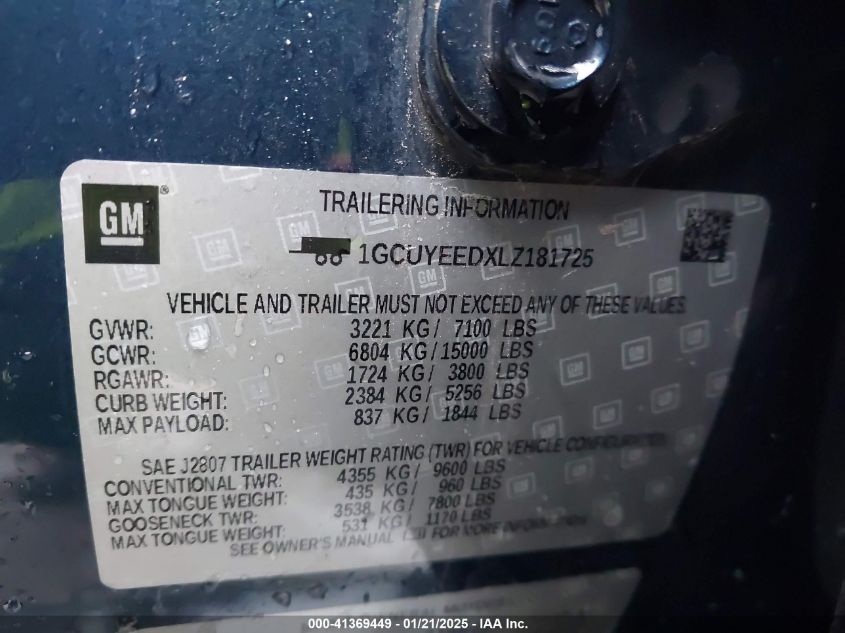 GM ®
TRAILERING INFORMATION
1GCUYEEDXLZ181725
VEHICLE AND TRAILER MUST NOT EXCEED ANY OF THESE VALUES
GVWR: 3221 KG / 7100 LBS
GCWR: 6804 KG / 15000 LBS
RGAWR: 1724 KG / 3800 LBS
CURB WEIGHT: 2384 KG / 5256 LBS
MAX PAYLOAD: 837 KG / 1844 LBS
SAE J2807 TRAILER WEIGHT RATING (TWR) FOR VEHICLE CONFIGURATION.
CONVENTIONAL TWR: 4355 KG / 9600 LBS
MAX TONGUE WEIGHT: 435 KG / 960 LBS
GOOSENECK TWR: 3538 KG / 7800 LBS
MAX TONGUE WEIGHT: 531 KG / 1170 LBS
SEE OWNER'S MANUAL FOR MORE INFORMATION
GENERAL MOTORS
000-41369449 - 01/21/2025 - IAAI.com